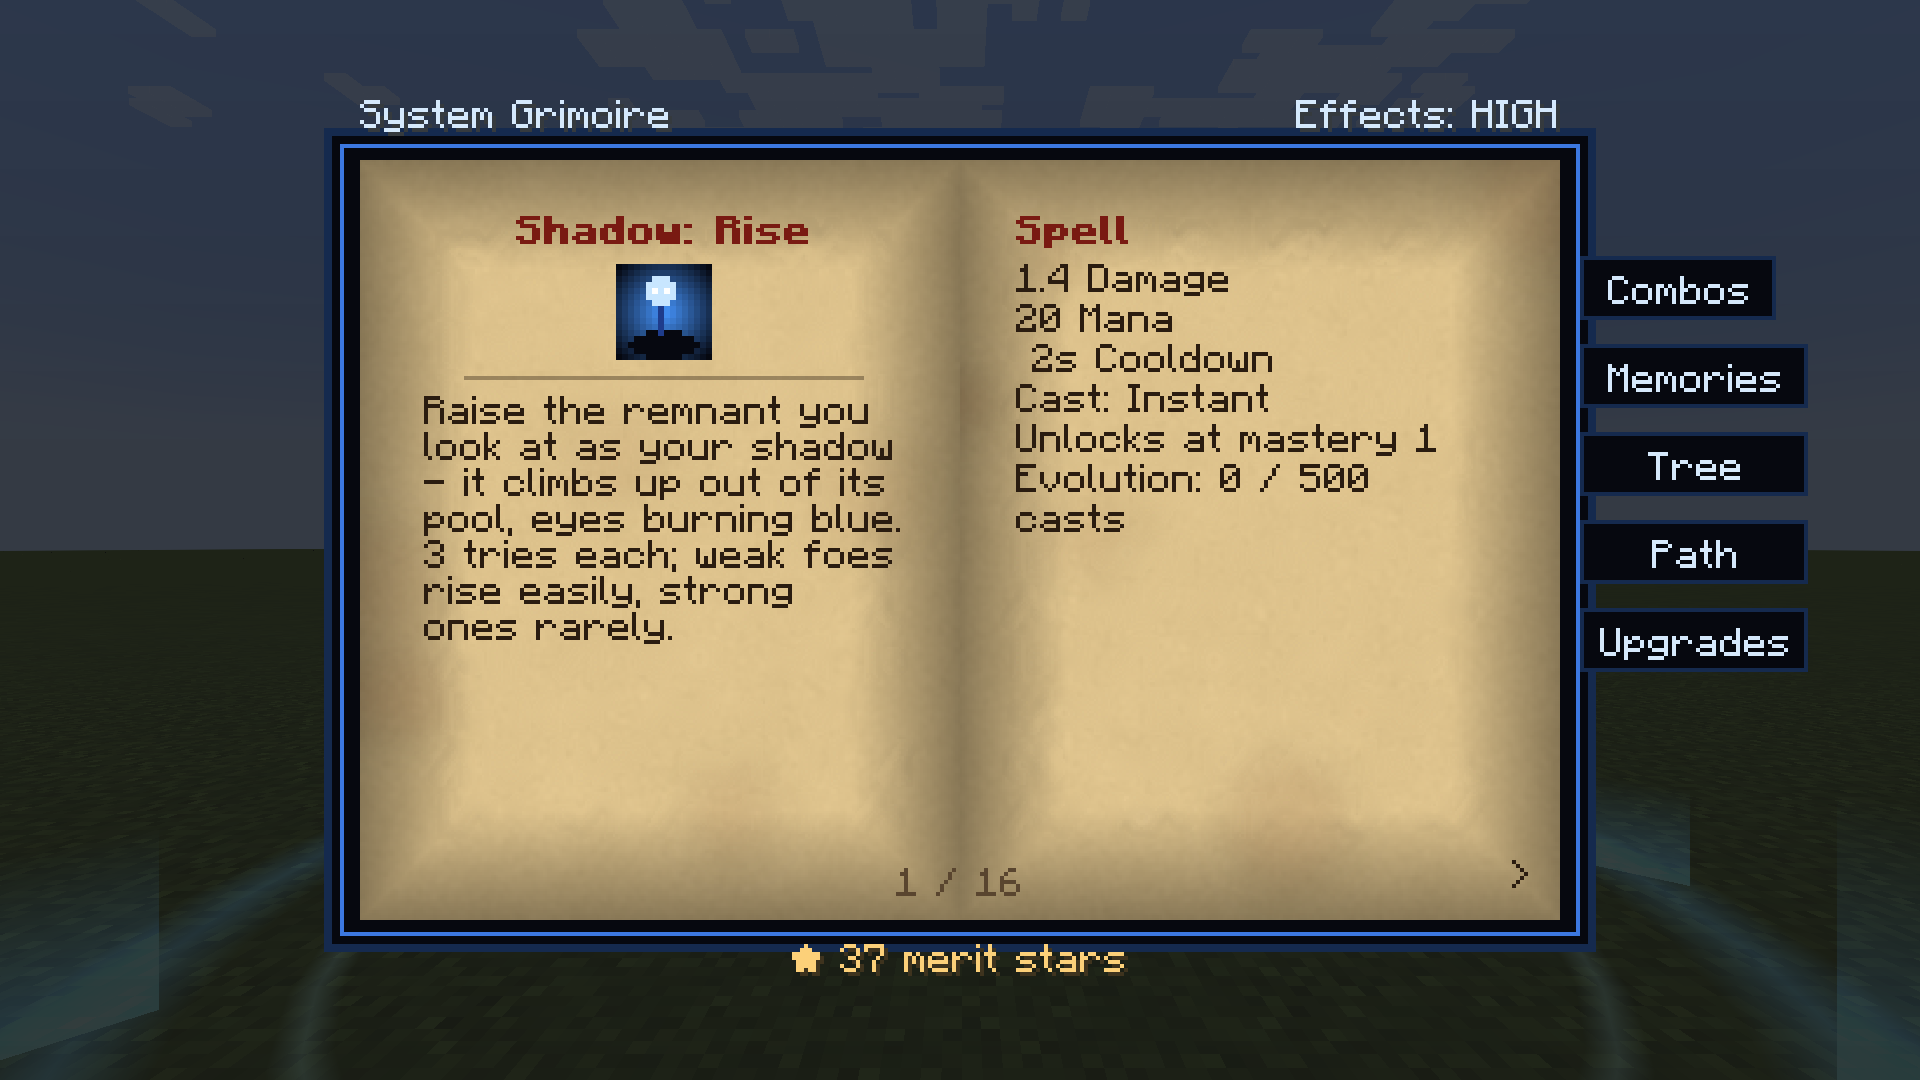 System Grimoire
Effects: HIGH
Shadow: Rise
Raise the remnant you
look at as your shadow
- it climbs up out of its
pool, eyes burning blue.
3 tries each; weak foes
rise easily, strong
ones rarely.
Spell
1.4 Damage
20 Mana
2s Cooldown
Cast: Instant
Unlocks at mastery 1
Evolution: 0 / 500
casts
1 / 16
>
Combos
Memories
Tree
Path
Upgrades
★ 37 merit stars